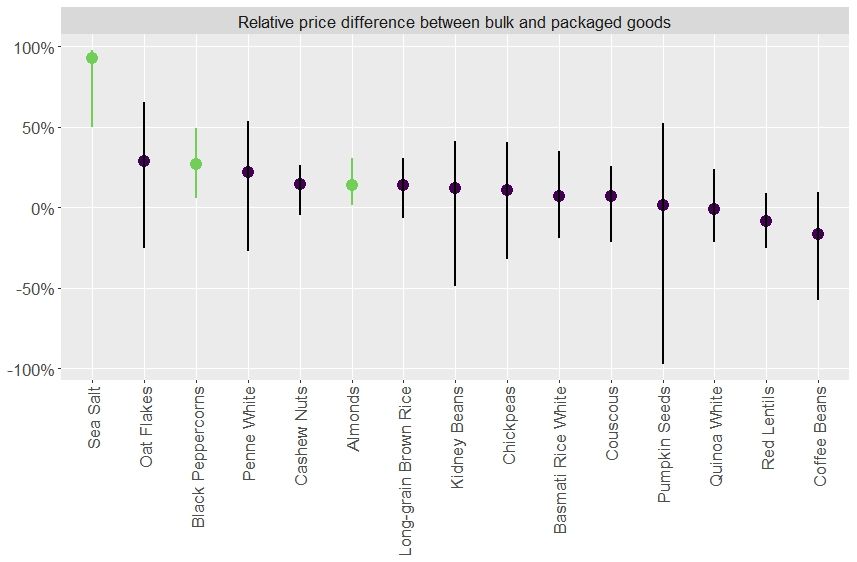 Relative price difference between bulk and packaged goods
100%
50%
0%
-50%
-100%
Sea Salt
Oat Flakes
Black Peppercorns
Penne White
Cashew Nuts
Almonds
Long-grain Brown Rice
Kidney Beans
Chickpeas
Basmati Rice White
Couscous
Pumpkin Seeds
Quinoa White
Red Lentils
Coffee Beans